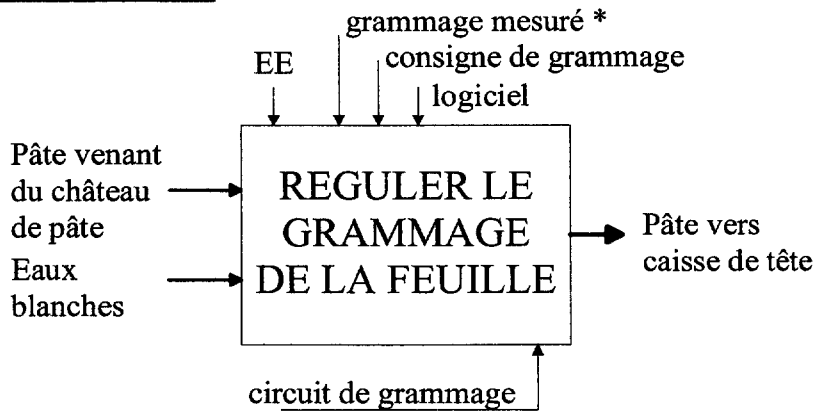 grammage mesuré *
EE
consigne de grammage
logiciel
Pâte venant
du château
de pâte
Eaux
blanches
REGULER LE
GRAMMAGE
DE LA FEUILLE
Pâte vers
caisse de tête
circuit de grammage